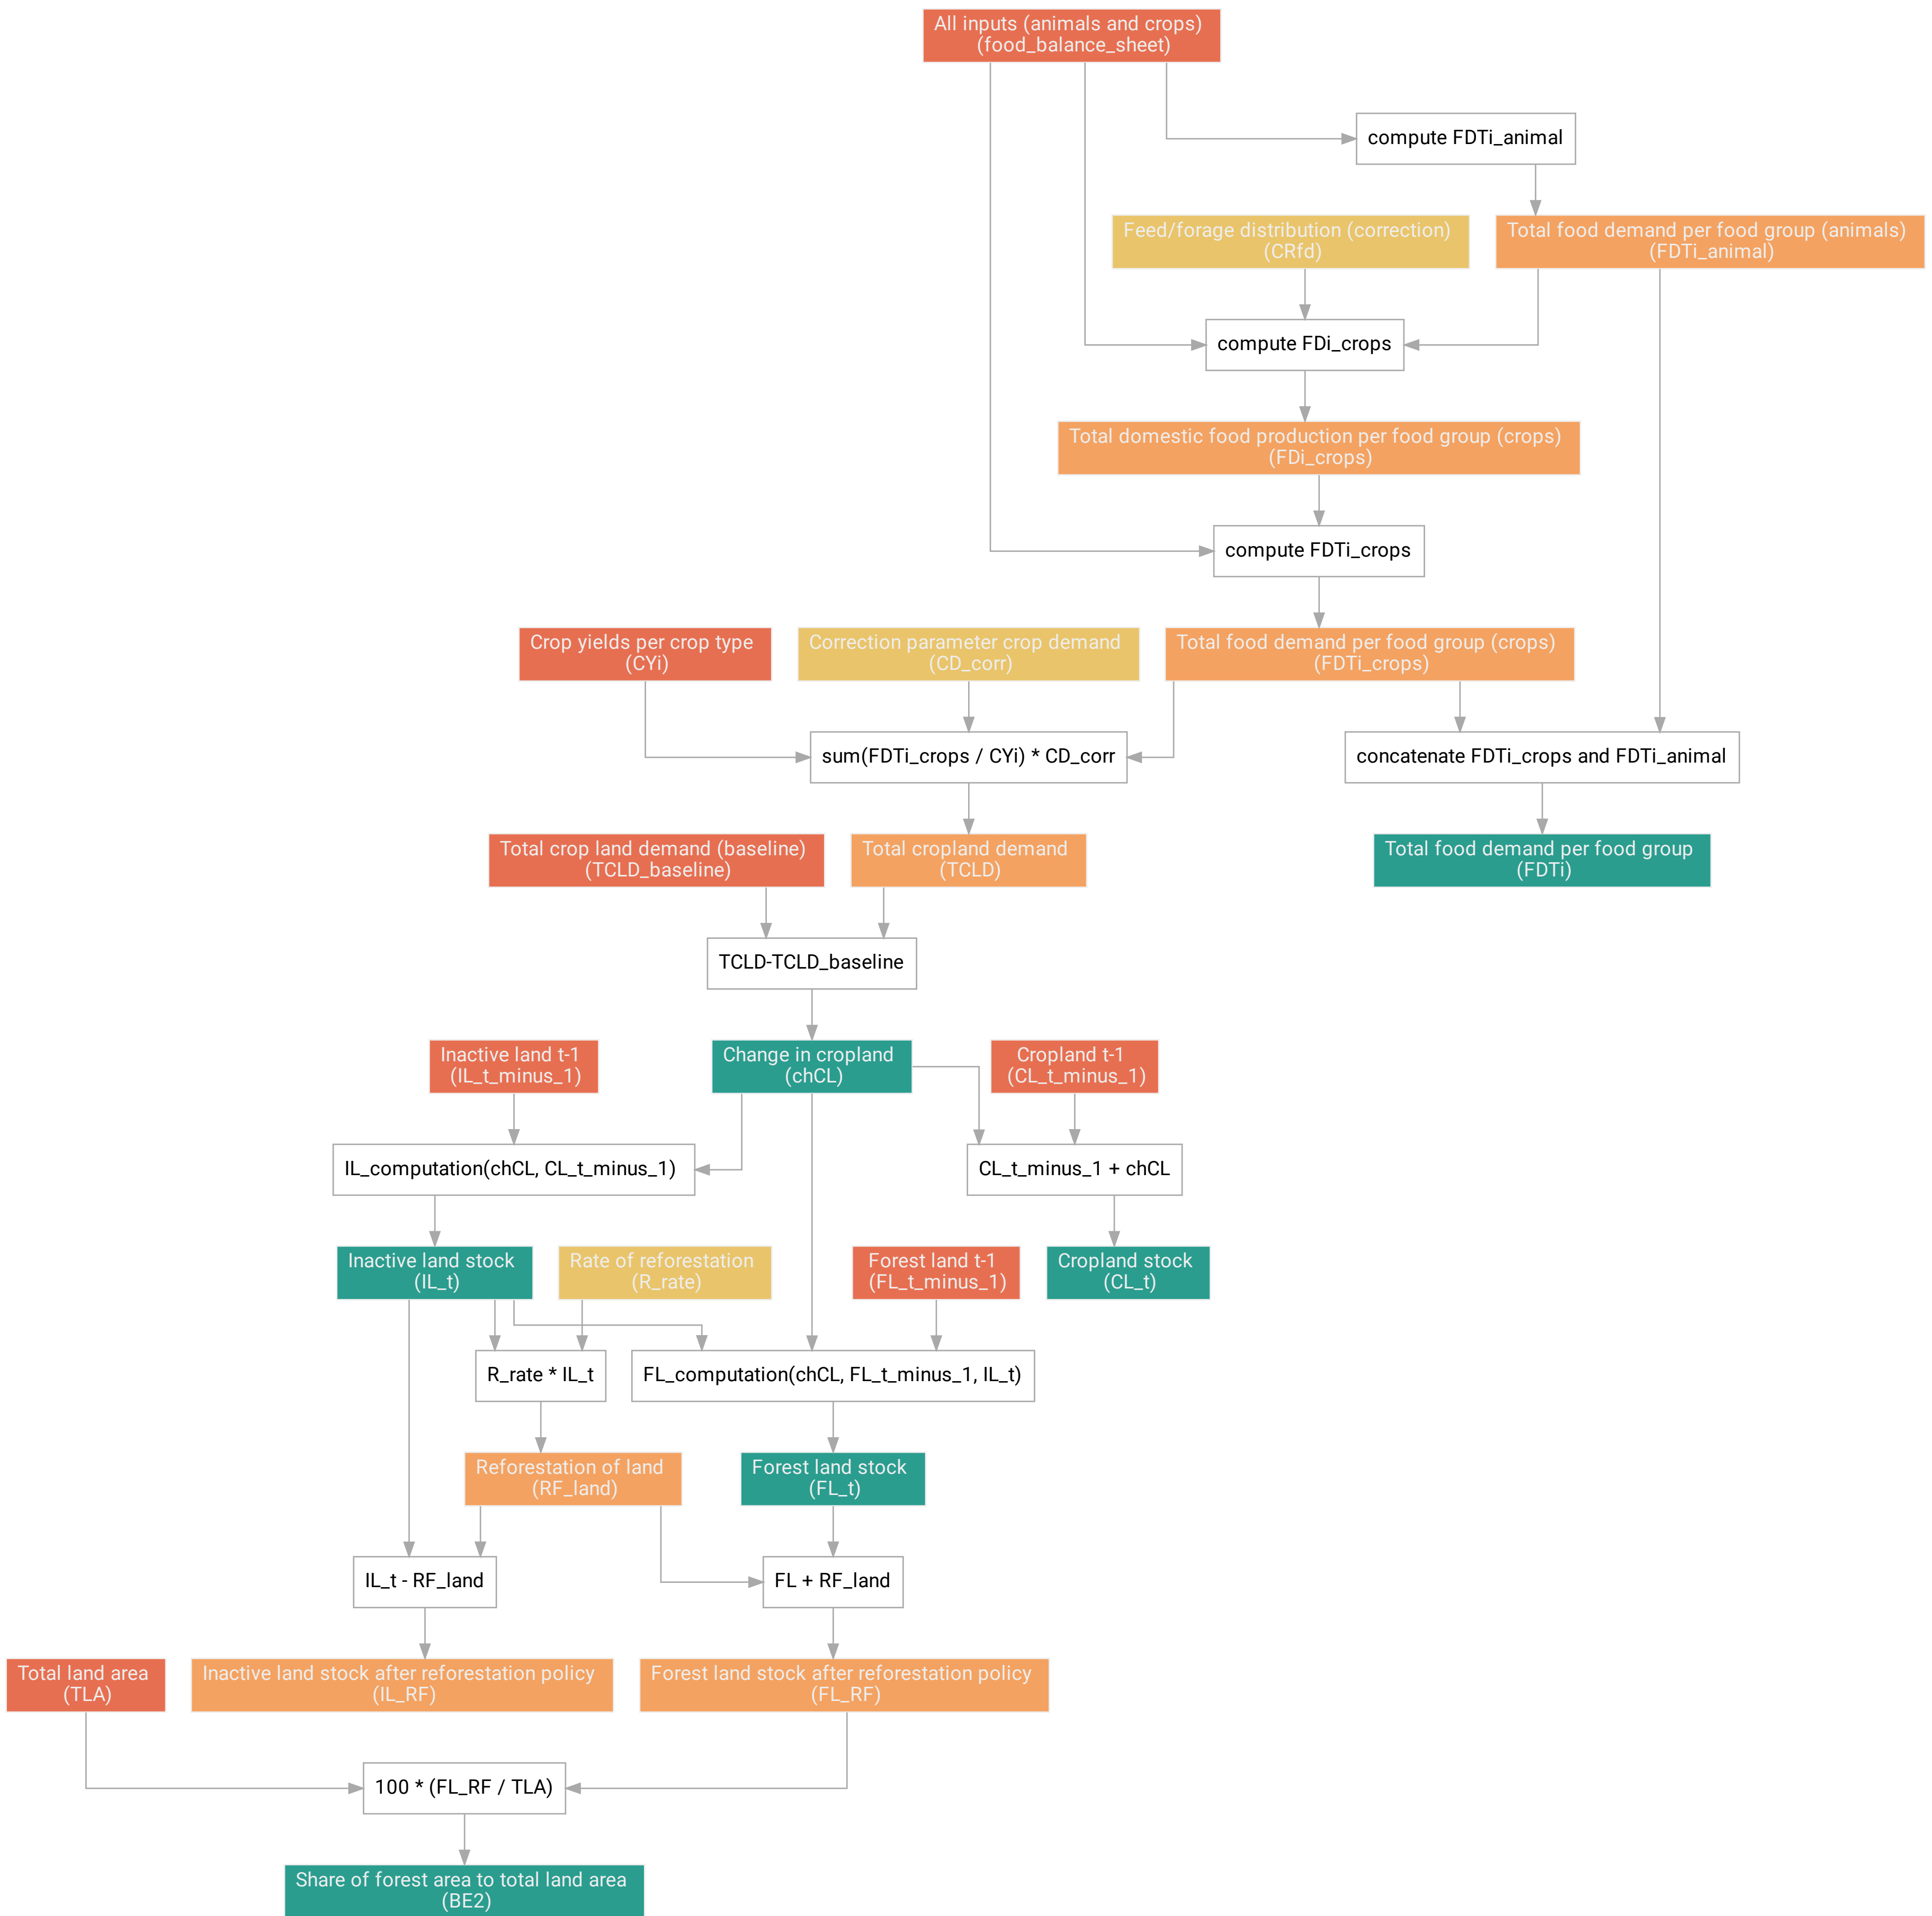 All inputs (animals and crops)
(food_balance_sheet)
compute FDTi_animal
Feed/forage distribution (correction)
(CRfd)
Total food demand per food group (animals)
(FDTi_animal)
compute FDi_crops
Total domestic food production per food group (crops)
(FDi_crops)
compute FDTi_crops
Crop yields per crop type
(CYi)
Correction parameter crop demand
(CD_corr)
Total food demand per food group (crops)
(FDTi_crops)
sum(FDTi_crops / CYi) * CD_corr
concatenate FDTi_crops and FDTi_animal
Total crop land demand (baseline)
(TCLD_baseline)
Total cropland demand
(TCLD)
Total food demand per food group
(FDTi)
TCLD-TCLD_baseline
Inactive land t-1
(IL_t_minus_1)
Change in cropland
(chCL)
Cropland t-1
(CL_t_minus_1)
IL_computation(chCL, CL_t_minus_1)
CL_t_minus_1 + chCL
Inactive land stock
(IL_t)
Rate of reforestation
(R_rate)
Forest land t-1
(FL_t_minus_1)
Cropland stock
(CL_t)
R_rate * IL_t
FL_computation(chCL, FL_t_minus_1, IL_t)
Reforestation of land
(RF_land)
Forest land stock
(FL_t)
IL_t - RF_land
FL + RF_land
Total land area
(TLA)
Inactive land stock after reforestation policy
(IL_RF)
Forest land stock after reforestation policy
(FL_RF)
100 * (FL_RF / TLA)
Share of forest area to total land area
(BE2)